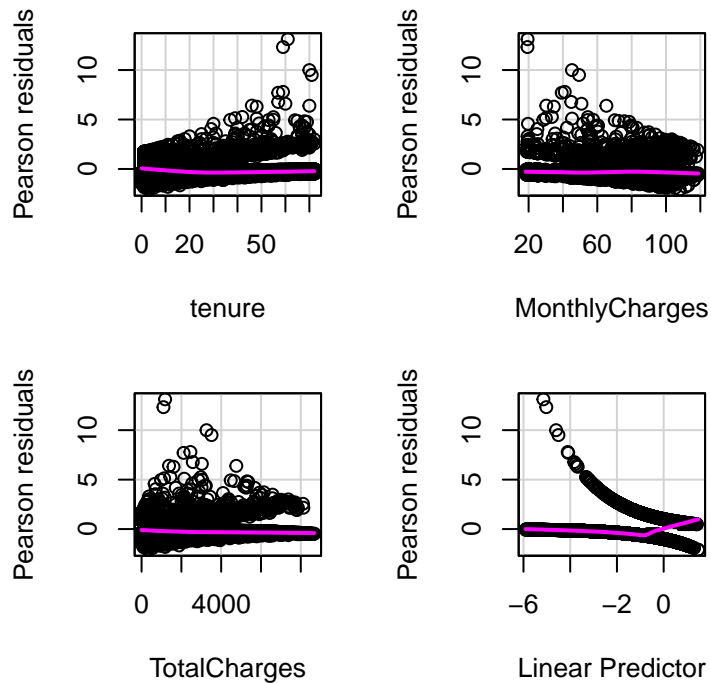 Pearson residuals
10
5
0
0 20 50
tenure
Pearson residuals
10
5
0
20 60 100
MonthlyCharges
Pearson residuals
10
5
0
0 4000
TotalCharges
Pearson residuals
10
5
0
−6 −2 0
Linear Predictor